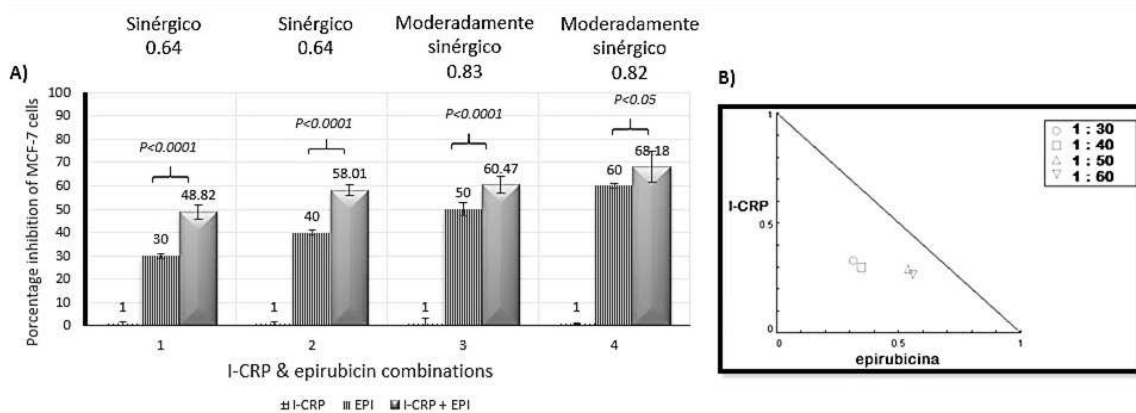 Sinérgico
0.64
Sinérgico
0.64
Moderadamente
sinérgico
0.83
Moderadamente
sinérgico
0.82
A)
Porcentage inhibition of MCF-7 cells
100
90
80
70
60
50
40
30
20
10
0
P<0.0001
P<0.0001
P<0.0001
P<0.05
1
30
48.82
1
40
58.01
1
50
60.47
1
60
68.18
1
2
3
4
I-CRP & epirubicin combinations
I-CRP EPI I-CRP + EPI
B)
1 : 30
1 : 40
1 : 50
1 : 60
I-CRP
1
0.5
0
0 0.5 1
epirubicina